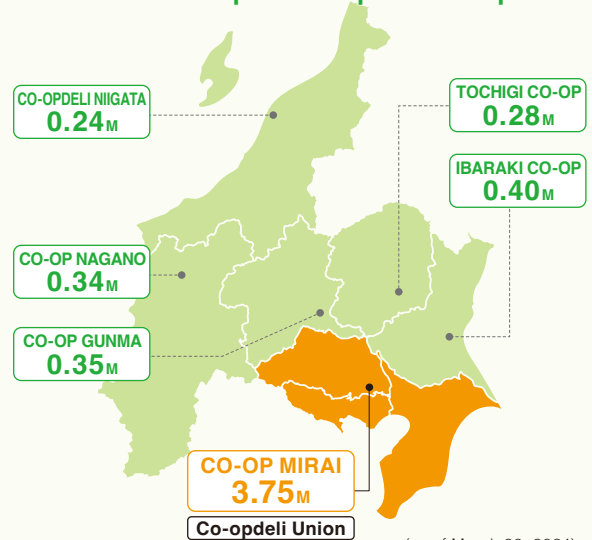 CO-OPDELI NIIGATA
0.24M
TOCHIGI CO-OP
0.28M
IBARAKI CO-OP
0.40M
CO-OP NAGANO
0.34M
CO-OP GUNMA
0.35M
CO-OP MIRAI
3.75M
Co-opdeli Union